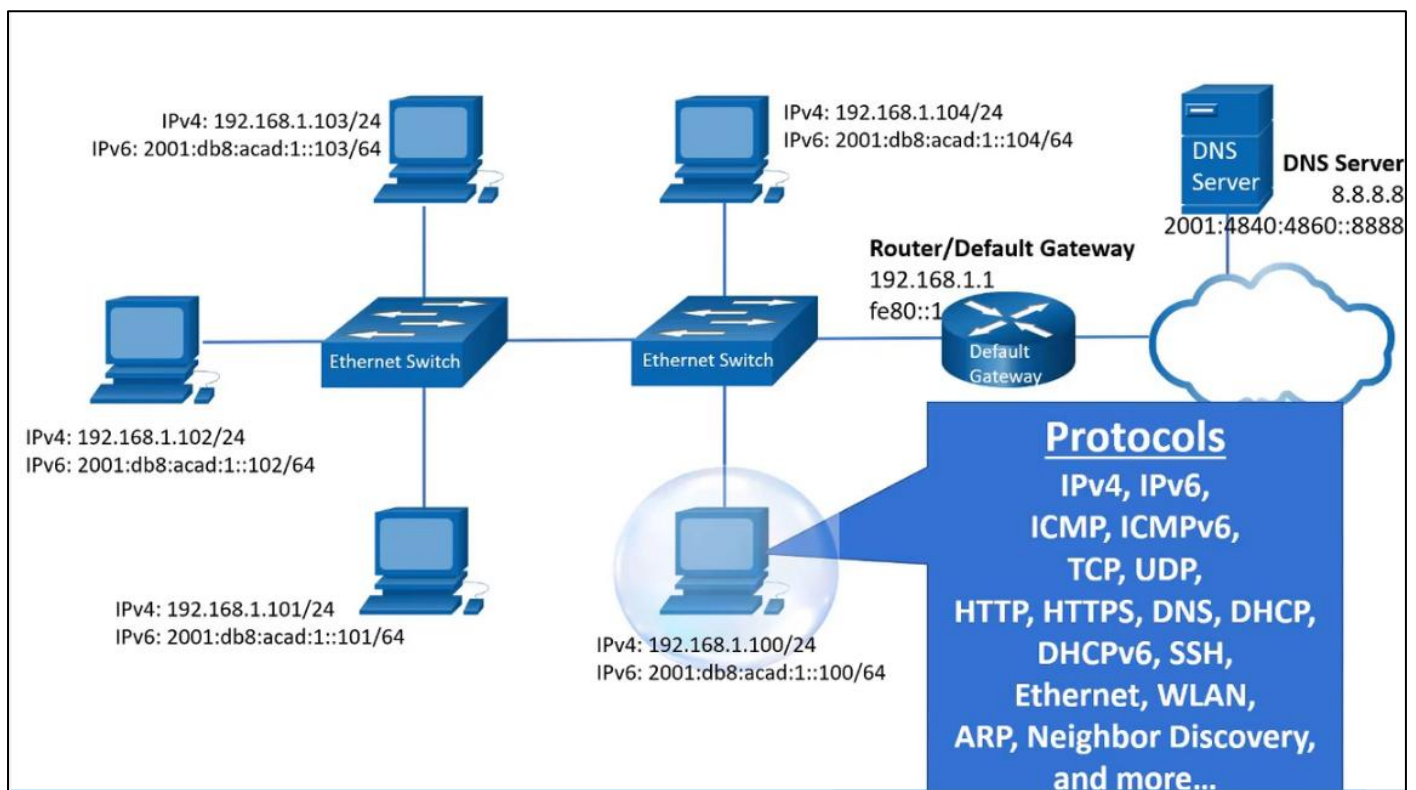 IPv4: 192.168.1.103/24
IPv6: 2001:db8:acad:1::103/64
IPv4: 192.168.1.104/24
IPv6: 2001:db8:acad:1::104/64
DNS
Server
DNS Server
8.8.8.8
2001:4840:4860::8888
Router/Default Gateway
192.168.1.1
fe80::1
Ethernet Switch
Ethernet Switch
Default
Gateway
IPv4: 192.168.1.102/24
IPv6: 2001:db8:acad:1::102/64
IPv4: 192.168.1.101/24
IPv6: 2001:db8:acad:1::101/64
IPv4: 192.168.1.100/24
IPv6: 2001:db8:acad:1::100/64
Protocols
IPv4, IPv6,
ICMP, ICMPv6,
TCP, UDP,
HTTP, HTTPS, DNS, DHCP,
DHCPv6, SSH,
Ethernet, WLAN,
ARP, Neighbor Discovery,
and more...